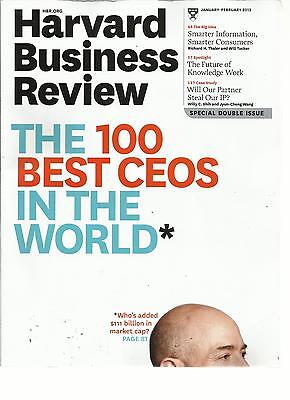 HBR.ORG
Harvard
Business
Review
JANUARY–FEBRUARY 2013
48 The Big Idea
Smarter Information,
Smarter Consumers
Richard H. Thaler and Will Tucker
57 Spotlight
The Future of
Knowledge Work
117 Case Study
Will Our Partner
Steal Our IP?
Willy C. Shih and Jyun-Cheng Wang
SPECIAL DOUBLE ISSUE
THE 100
BEST CEOS
IN THE
WORLD*
*Who's added
$111 billion in
market cap?
PAGE 81